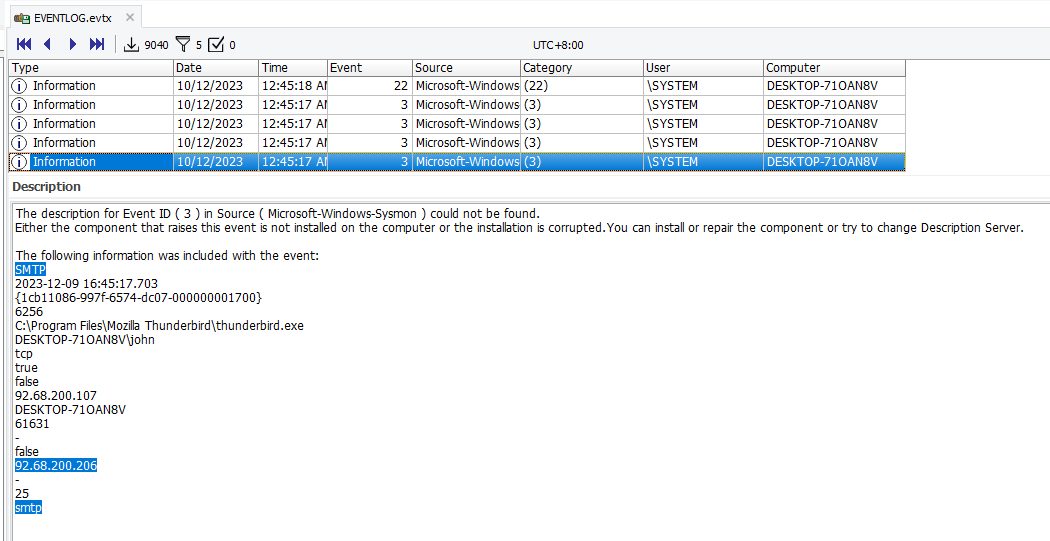 EVENTLOG.evtx
9040 5 0 UTC+8:00
Type Date Time Event Source Category User Computer
Information 10/12/2023 12:45:18 AM 22 Microsoft-Windows (22) \SYSTEM DESKTOP-71OAN8V
Information 10/12/2023 12:45:17 AM 3 Microsoft-Windows (3) \SYSTEM DESKTOP-71OAN8V
Information 10/12/2023 12:45:17 AM 3 Microsoft-Windows (3) \SYSTEM DESKTOP-71OAN8V
Information 10/12/2023 12:45:17 AM 3 Microsoft-Windows (3) \SYSTEM DESKTOP-71OAN8V
Information 10/12/2023 12:45:17 AM 3 Microsoft-Windows (3) \SYSTEM DESKTOP-71OAN8V
Description
The description for Event ID ( 3 ) in Source ( Microsoft-Windows-Sysmon ) could not be found.
Either the component that raises this event is not installed on the computer or the installation is corrupted.You can install or repair the component or try to change Description Server.
The following information was included with the event:
SMTP
2023-12-09 16:45:17.703
{1cb11086-997f-6574-dc07-000000001700}
6256
C:\Program Files\Mozilla Thunderbird\thunderbird.exe
DESKTOP-71OAN8V\john
tcp
true
false
92.68.200.107
DESKTOP-71OAN8V
61631
-
false
92.68.200.206
-
25
smtp